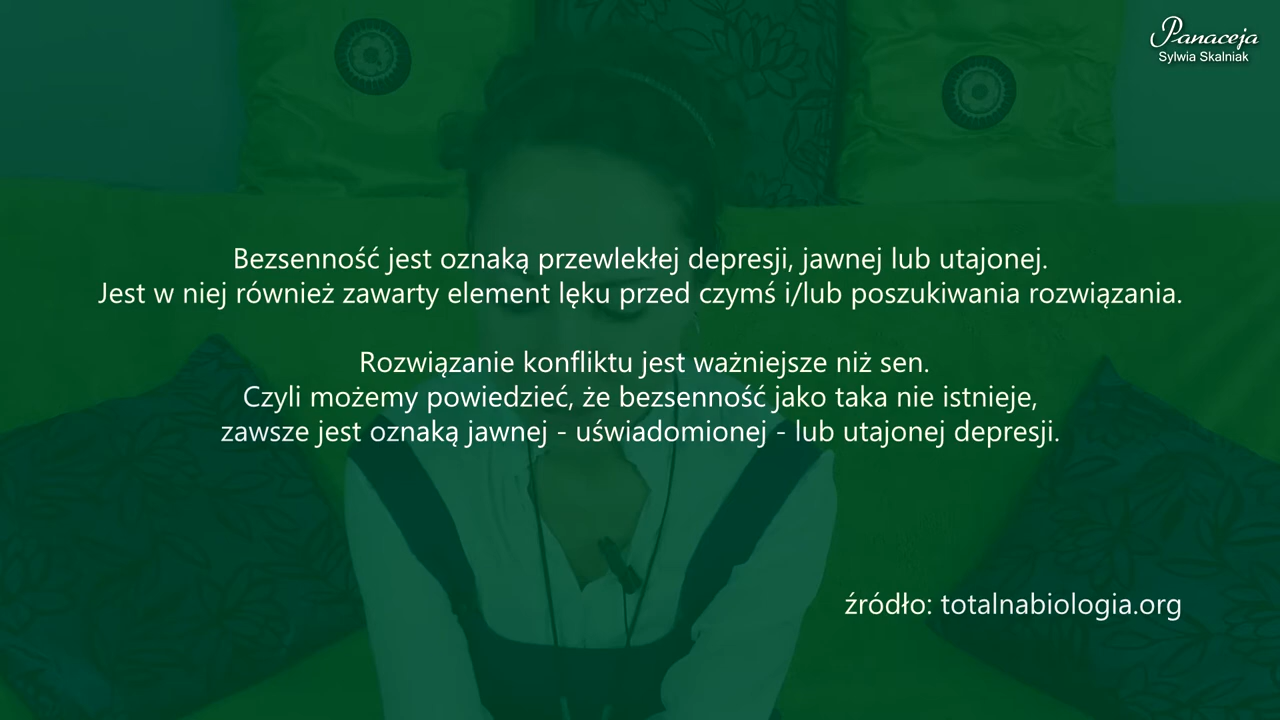 Panaceja
Sylwia Skalniak
Bezsenność jest oznaką przewlekłej depresji, jawnej lub utajonej.
Jest w niej również zawarty element lęku przed czymś i/lub poszukiwania rozwiązania.
Rozwiązanie konfliktu jest ważniejsze niż sen.
Czyli możemy powiedzieć, że bezsenność jako taka nie istnieje,
zawsze jest oznaką jawnej - uświadomionej - lub utajonej depresji.
źródło: totalnabiologia.org